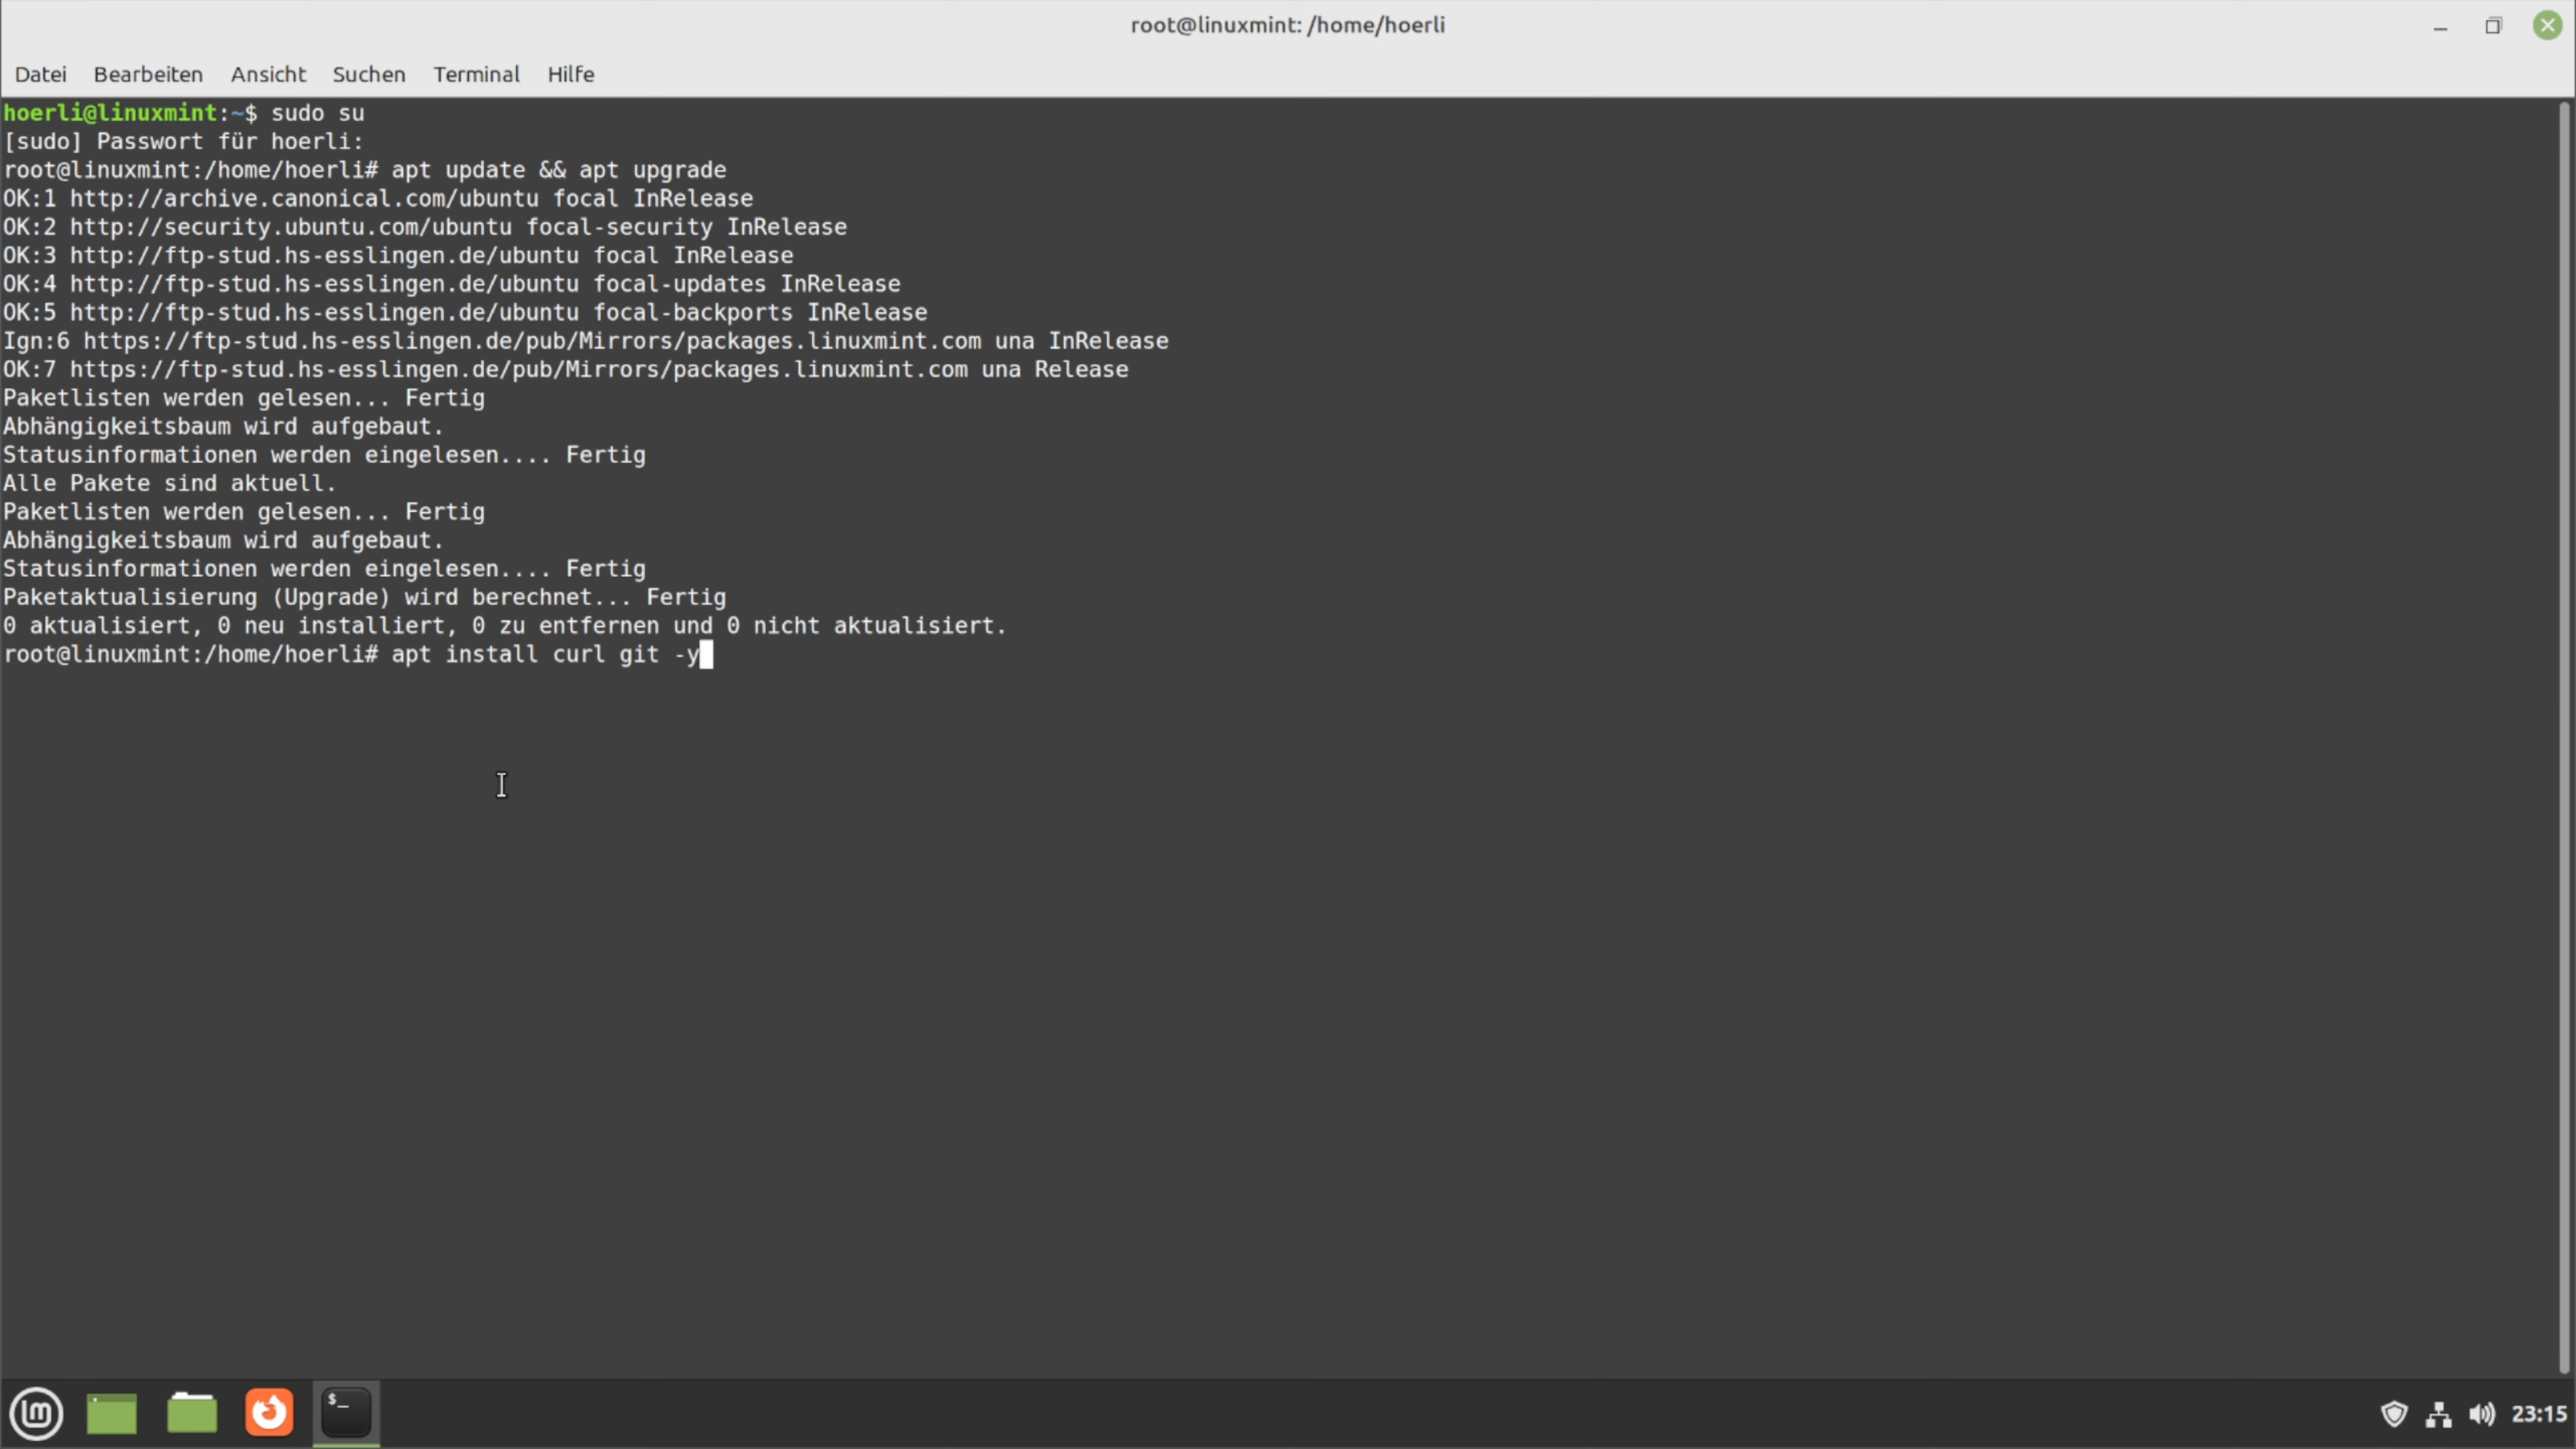 root@linuxmint: /home/hoerli
Datei Bearbeiten Ansicht Suchen Terminal Hilfe
hoerli@linuxmint:~$ sudo su
[sudo] Passwort für hoerli:
root@linuxmint:/home/hoerli# apt update && apt upgrade
OK:1 http://archive.canonical.com/ubuntu focal InRelease
OK:2 http://security.ubuntu.com/ubuntu focal-security InRelease
OK:3 http://ftp-stud.hs-esslingen.de/ubuntu focal InRelease
OK:4 http://ftp-stud.hs-esslingen.de/ubuntu focal-updates InRelease
OK:5 http://ftp-stud.hs-esslingen.de/ubuntu focal-backports InRelease
Ign:6 https://ftp-stud.hs-esslingen.de/pub/Mirrors/packages.linuxmint.com una InRelease
OK:7 https://ftp-stud.hs-esslingen.de/pub/Mirrors/packages.linuxmint.com una Release
Paketlisten werden gelesen... Fertig
Abhängigkeitsbaum wird aufgebaut.
Statusinformationen werden eingelesen.... Fertig
Alle Pakete sind aktuell.
Paketlisten werden gelesen... Fertig
Abhängigkeitsbaum wird aufgebaut.
Statusinformationen werden eingelesen.... Fertig
Paketaktualisierung (Upgrade) wird berechnet... Fertig
0 aktualisiert, 0 neu installiert, 0 zu entfernen und 0 nicht aktualisiert.
root@linuxmint:/home/hoerli# apt install curl git -y
$_
23:15